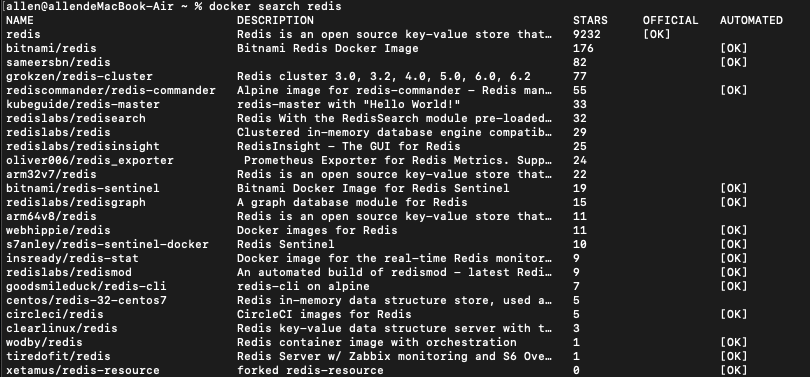 [allen@allendeMacBook-Air ~ % docker search redis
NAME DESCRIPTION STARS OFFICIAL AUTOMATED
redis Redis is an open source key-value store that… 9232 [OK]
bitnami/redis Bitnami Redis Docker Image 176 [OK]
sameersbn/redis 82 [OK]
grokzen/redis-cluster Redis cluster 3.0, 3.2, 4.0, 5.0, 6.0, 6.2 77
rediscommander/redis-commander Alpine image for redis-commander - Redis man… 55 [OK]
kubeguide/redis-master redis-master with "Hello World!" 33
redislabs/redisearch Redis With the RedisSearch module pre-loaded… 32
redislabs/redis Clustered in-memory database engine compatib… 29
redislabs/redisinsight RedisInsight - The GUI for Redis 25
oliver006/redis_exporter Prometheus Exporter for Redis Metrics. Supp… 24
arm32v7/redis Redis is an open source key-value store that… 22
bitnami/redis-sentinel Bitnami Docker Image for Redis Sentinel 19 [OK]
redislabs/redisgraph A graph database module for Redis 15 [OK]
arm64v8/redis Redis is an open source key-value store that… 11
webhippie/redis Docker images for Redis 11 [OK]
s7anley/redis-sentinel-docker Redis Sentinel 10 [OK]
insready/redis-stat Docker image for the real-time Redis monitor… 9 [OK]
redislabs/redismod An automated build of redismod - latest Redi… 9 [OK]
goodsmileduck/redis-cli redis-cli on alpine 7 [OK]
centos/redis-32-centos7 Redis in-memory data structure store, used a… 5
circleci/redis CircleCI images for Redis 5 [OK]
clearlinux/redis Redis key-value data structure server with t… 3
wodby/redis Redis container image with orchestration 1 [OK]
tiredofit/redis Redis Server w/ Zabbix monitoring and S6 Ove… 1 [OK]
xetamus/redis-resource forked redis-resource 0 [OK]